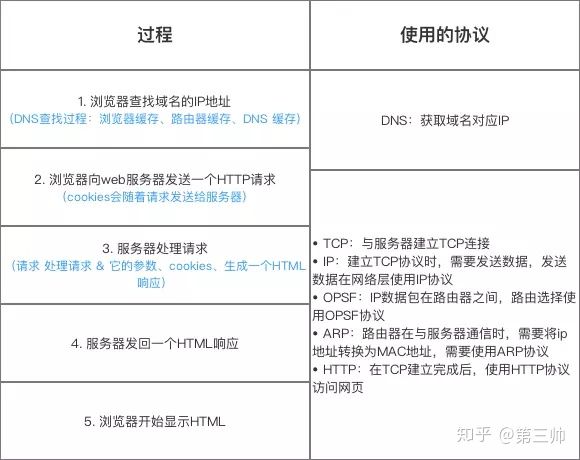 过程
使用的协议
1. 浏览器查找域名的IP地址
（DNS查找过程：浏览器缓存、路由器缓存、DNS 缓存）
DNS：获取域名对应IP
2. 浏览器向web服务器发送一个HTTP请求
（cookies会随着请求发送给服务器）
3. 服务器处理请求
（请求 处理请求 & 它的参数、cookies、生成一个HTML
响应）
4. 服务器发回一个HTML响应
5. 浏览器开始显示HTML
• TCP：与服务器建立TCP连接
• IP：建立TCP协议时，需要发送数据，发送
数据在网络层使用IP协议
• OPSF：IP数据包在路由器之间，路由选择使
用OPSF协议
• ARP：路由器在与服务器通信时，需要将ip
地址转换为MAC地址，需要使用ARP协议
• HTTP：在TCP建立完成后，使用HTTP协议
访问网页
知乎 @第三帅